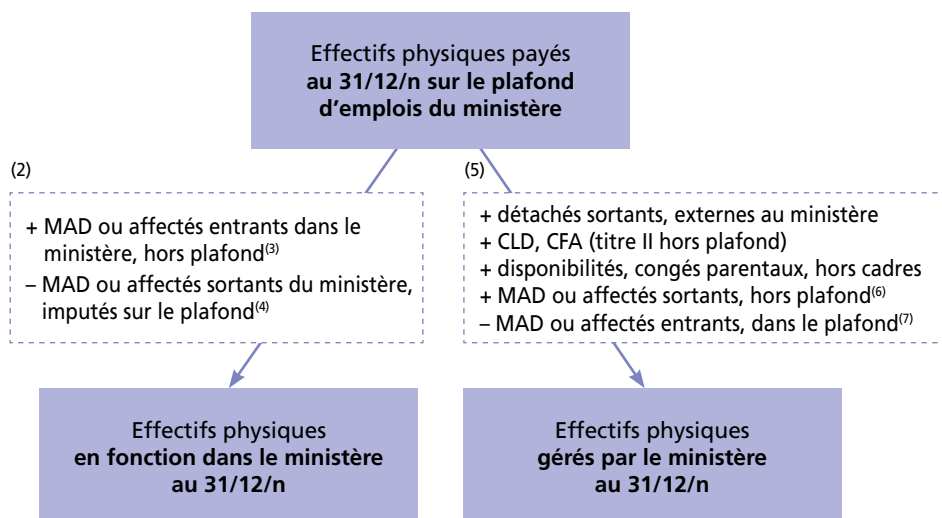 Effectifs physiques payés
au 31/12/n sur le plafond
d'emplois du ministère
(2)
+ MAD ou affectés entrants dans le
ministère, hors plafond(3)
– MAD ou affectés sortants du ministère,
imputés sur le plafond(4)
(5)
+ détachés sortants, externes au ministère
+ CLD, CFA (titre II hors plafond)
+ disponibilités, congés parentaux, hors cadres
+ MAD ou affectés sortants, hors plafond(6)
– MAD ou affectés entrants, dans le plafond(7)
Effectifs physiques
en fonction dans le ministère
au 31/12/n
Effectifs physiques
gérés par le ministère
au 31/12/n